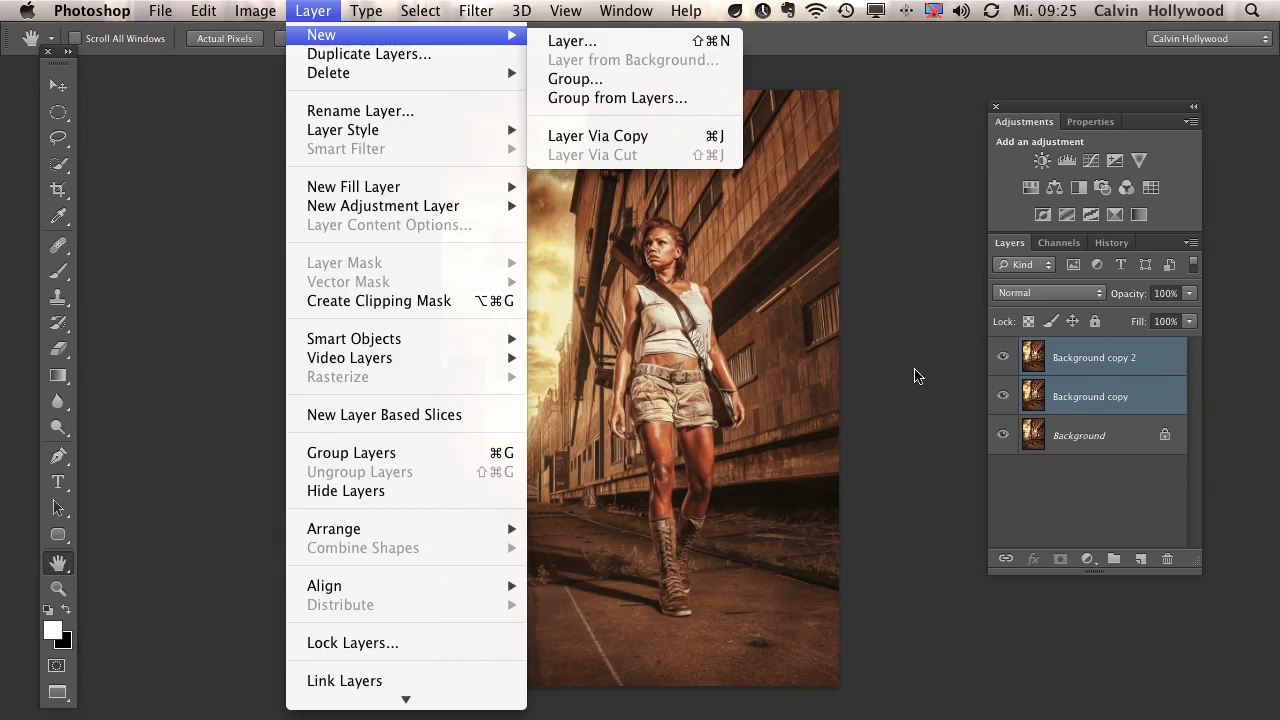 Photoshop File Edit Image Layer Type Select Filter 3D View Window Help Mi. 09:25 Calvin Hollywood
Scroll All Windows Actual Pixels Calvin Hollywood
New
Duplicate Layers...
Delete
Rename Layer...
Layer Style
Smart Filter
New Fill Layer
New Adjustment Layer
Layer Content Options...
Layer Mask
Vector Mask
Create Clipping Mask ⌥⌘G
Smart Objects
Video Layers
Rasterize
New Layer Based Slices
Group Layers ⌘G
Ungroup Layers ⇧⌘G
Hide Layers
Arrange
Combine Shapes
Align
Distribute
Lock Layers...
Link Layers
Layer... ⇧⌘N
Layer from Background...
Group...
Group from Layers...
Layer Via Copy ⌘J
Layer Via Cut ⇧⌘J
Adjustments Properties
Add an adjustment
Layers Channels History
Kind
Normal Opacity: 100%
Lock: Fill: 100%
Background copy 2
Background copy
Background